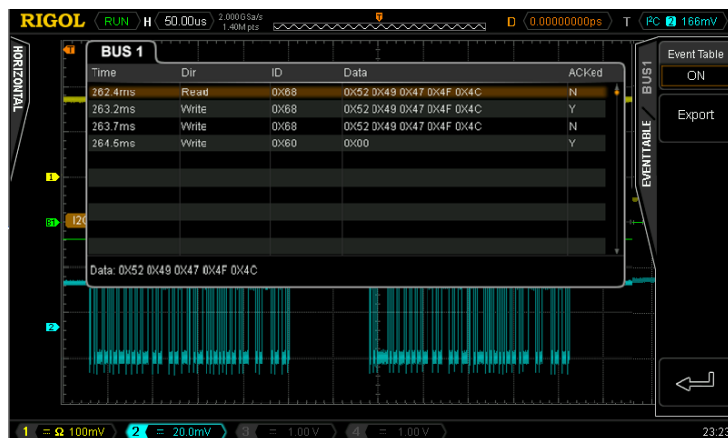 RIGOL RUN H 50.00us 2.000GSa/s 1.40M pts D 0.00000000ps T I²C 2 166mV
HORIZONTAL
BUS 1
Time Dir ID Data ACKed
262.4ms Read 0X68 0X52 0X49 0X47 0X4F 0X4C N
263.2ms Write 0X68 0X52 0X49 0X47 0X4F 0X4C Y
263.7ms Write 0X68 0X52 0X49 0X47 0X4F 0X4C N
264.5ms Write 0X60 0X00 Y
Data: 0X52 0X49 0X47 0X4F 0X4C
1
B1 I2C
2
BUS1
EVENTTABLE
Event Table
ON
Export
1 = Ω 100mV 2 = 20.0mV 3 = 1.00 V 4 = 1.00 V 23:23